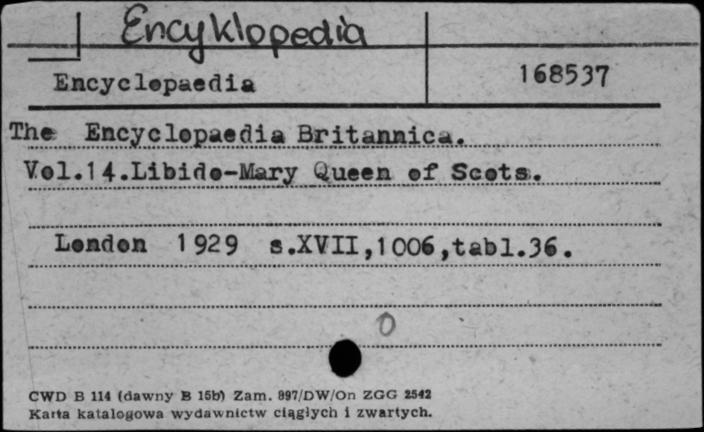 Encyklopedia
Encyclopaedia 168537
The Encyclopaedia Britannica.
Vol.14.Libido-Mary Queen of Scots.
London 1929 s.XVII,1006,tabl.36.
0
CWD B 114 (dawny B 15b) Zam. 897/DW/On ZGG 2542
Karta katalogowa wydawnictw ciągłych i zwartych.